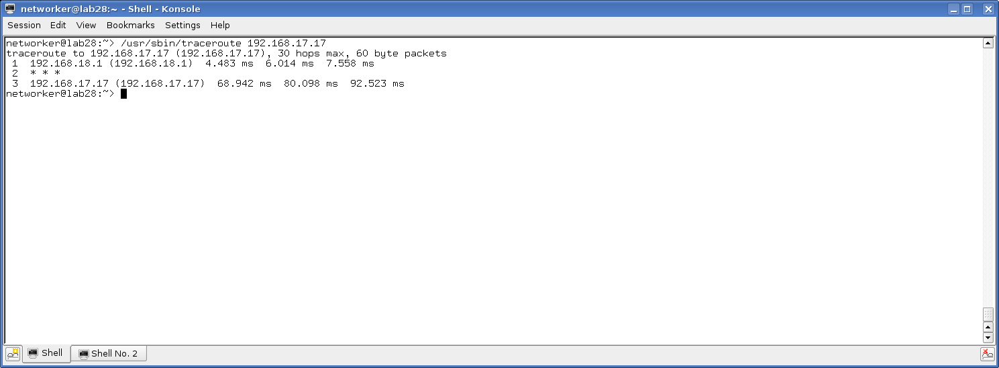 networker@lab28:~ - Shell - Konsole
Session Edit View Bookmarks Settings Help
networker@lab28:~> /usr/sbin/traceroute 192.168.17.17
traceroute to 192.168.17.17 (192.168.17.17), 30 hops max, 60 byte packets
 1  192.168.18.1 (192.168.18.1)  4.483 ms  6.014 ms  7.558 ms
 2  * * *
 3  192.168.17.17 (192.168.17.17)  68.942 ms  80.098 ms  92.523 ms
networker@lab28:~>
Shell Shell No. 2